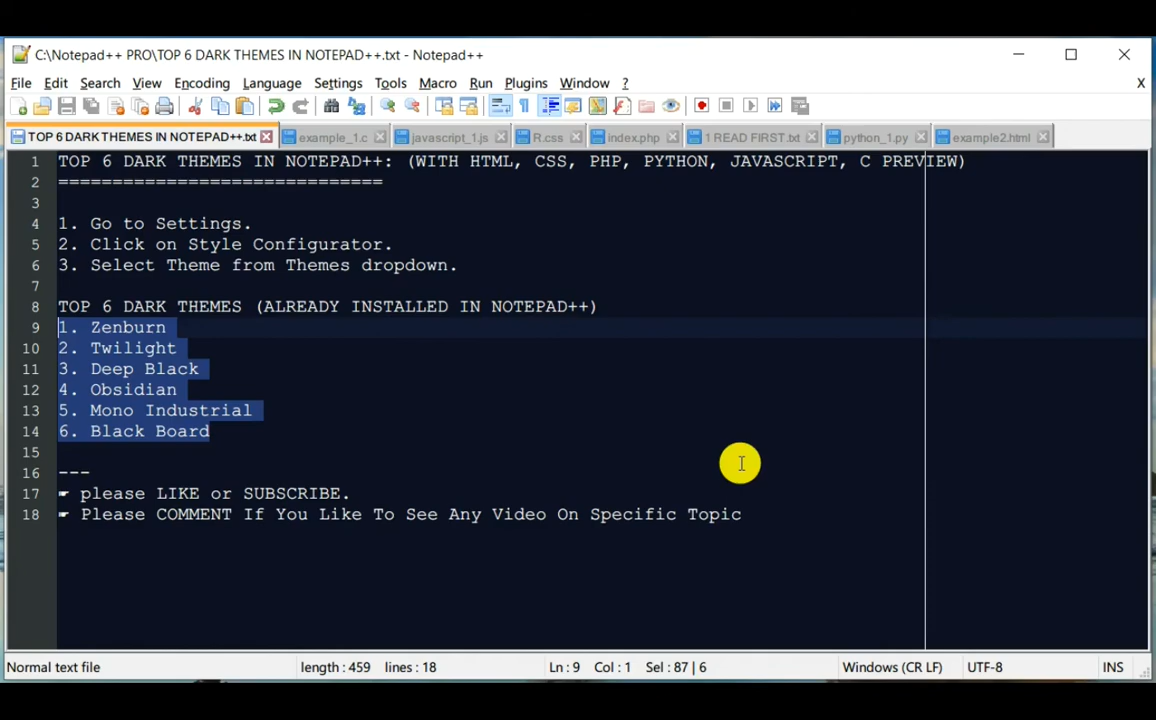 C:\Notepad++ PRO\TOP 6 DARK THEMES IN NOTEPAD++.txt - Notepad++
File Edit Search View Encoding Language Settings Tools Macro Run Plugins Window ? X
TOP 6 DARK THEMES IN NOTEPAD++.txt example_1.c javascript_1.js R.css index.php 1 READ FIRST.txt python_1.py example2.html
1 TOP 6 DARK THEMES IN NOTEPAD++: (WITH HTML, CSS, PHP, PYTHON, JAVASCRIPT, C PREVIEW)
2 ==============================
3
4 1. Go to Settings.
5 2. Click on Style Configurator.
6 3. Select Theme from Themes dropdown.
7
8 TOP 6 DARK THEMES (ALREADY INSTALLED IN NOTEPAD++)
9 1. Zenburn
10 2. Twilight
11 3. Deep Black
12 4. Obsidian
13 5. Mono Industrial
14 6. Black Board
15
16 ---
17 ☛ please LIKE or SUBSCRIBE.
18 ☛ Please COMMENT If You Like To See Any Video On Specific Topic
Normal text file length : 459 lines : 18 Ln : 9 Col : 1 Sel : 87 | 6 Windows (CR LF) UTF-8 INS